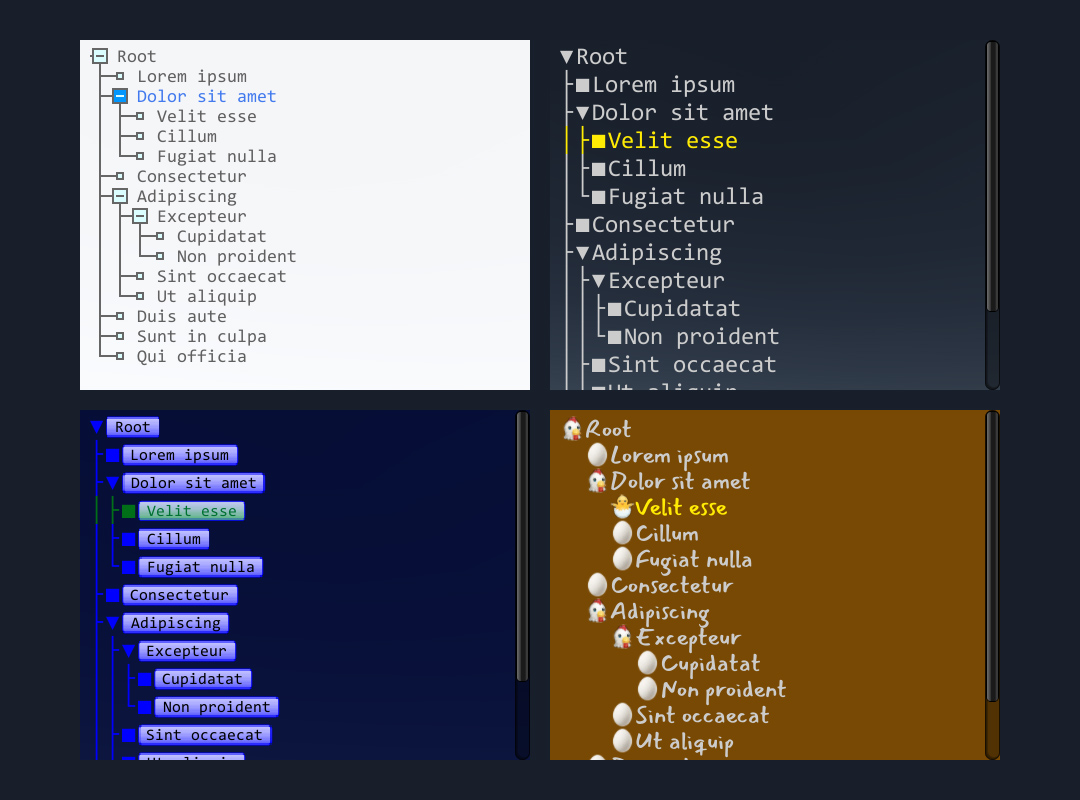 Root
Lorem ipsum
Dolor sit amet
Velit esse
Cillum
Fugiat nulla
Consectetur
Adipiscing
Excepteur
Cupidatat
Non proident
Sint occaecat
Ut aliquip
Duis aute
Sunt in culpa
Qui officia
Root
Lorem ipsum
Dolor sit amet
Velit esse
Cillum
Fugiat nulla
Consectetur
Adipiscing
Excepteur
Cupidatat
Non proident
Sint occaecat
Ut aliquip
Root
Lorem ipsum
Dolor sit amet
Velit esse
Cillum
Fugiat nulla
Consectetur
Adipiscing
Excepteur
Cupidatat
Non proident
Sint occaecat
Root
Lorem ipsum
Dolor sit amet
Velit esse
Cillum
Fugiat nulla
Consectetur
Adipiscing
Excepteur
Cupidatat
Non proident
Sint occaecat
Ut aliquip